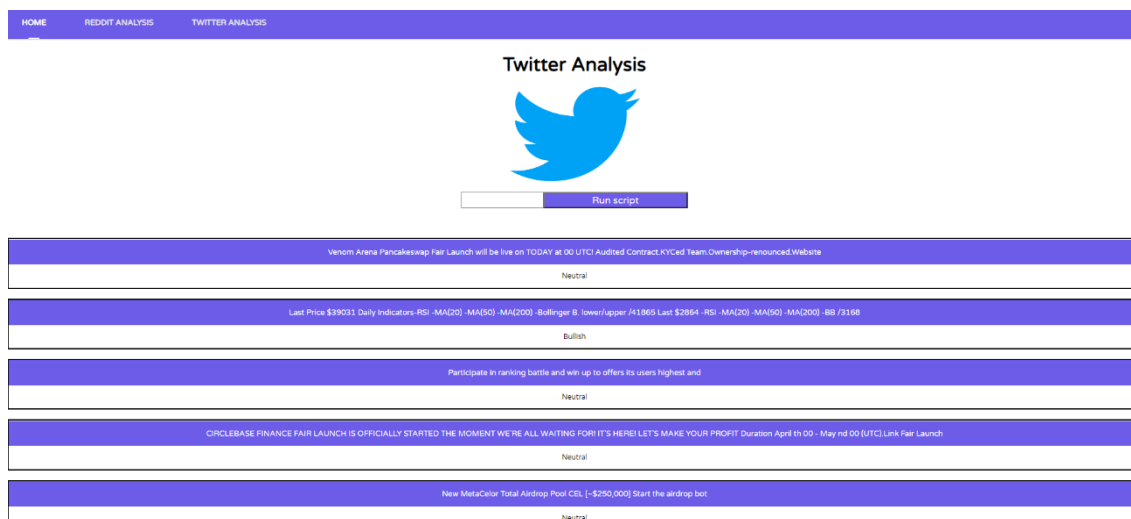 HOME REDDIT ANALYSIS TWITTER ANALYSIS
Twitter Analysis
Run script
Venom Arena Pancakeswap Fair Launch will be live on TODAY at 00 UTC! Audited Contract.KYCed Team.Ownership-renounced.Website
Neutral
Last Price $39031 Daily Indicators-RSI -MA(20) -MA(50) -MA(200) -Bollinger B. lower/upper /41865 Last $2864 -RSI -MA(20) -MA(50) -MA(200) -BB /3168
Bullish
Participate in ranking battle and win up to offers its users highest and
Neutral
CIRCLEBASE FINANCE FAIR LAUNCH IS OFFICIALLY STARTED THE MOMENT WE'RE ALL WAITING FOR! IT'S HERE! LET'S MAKE YOUR PROFIT Duration April th 00 - May nd 00 (UTC).Link Fair Launch
Neutral
New MetaCelor Total Airdrop Pool CEL [~$250,000] Start the airdrop bot
Neutral